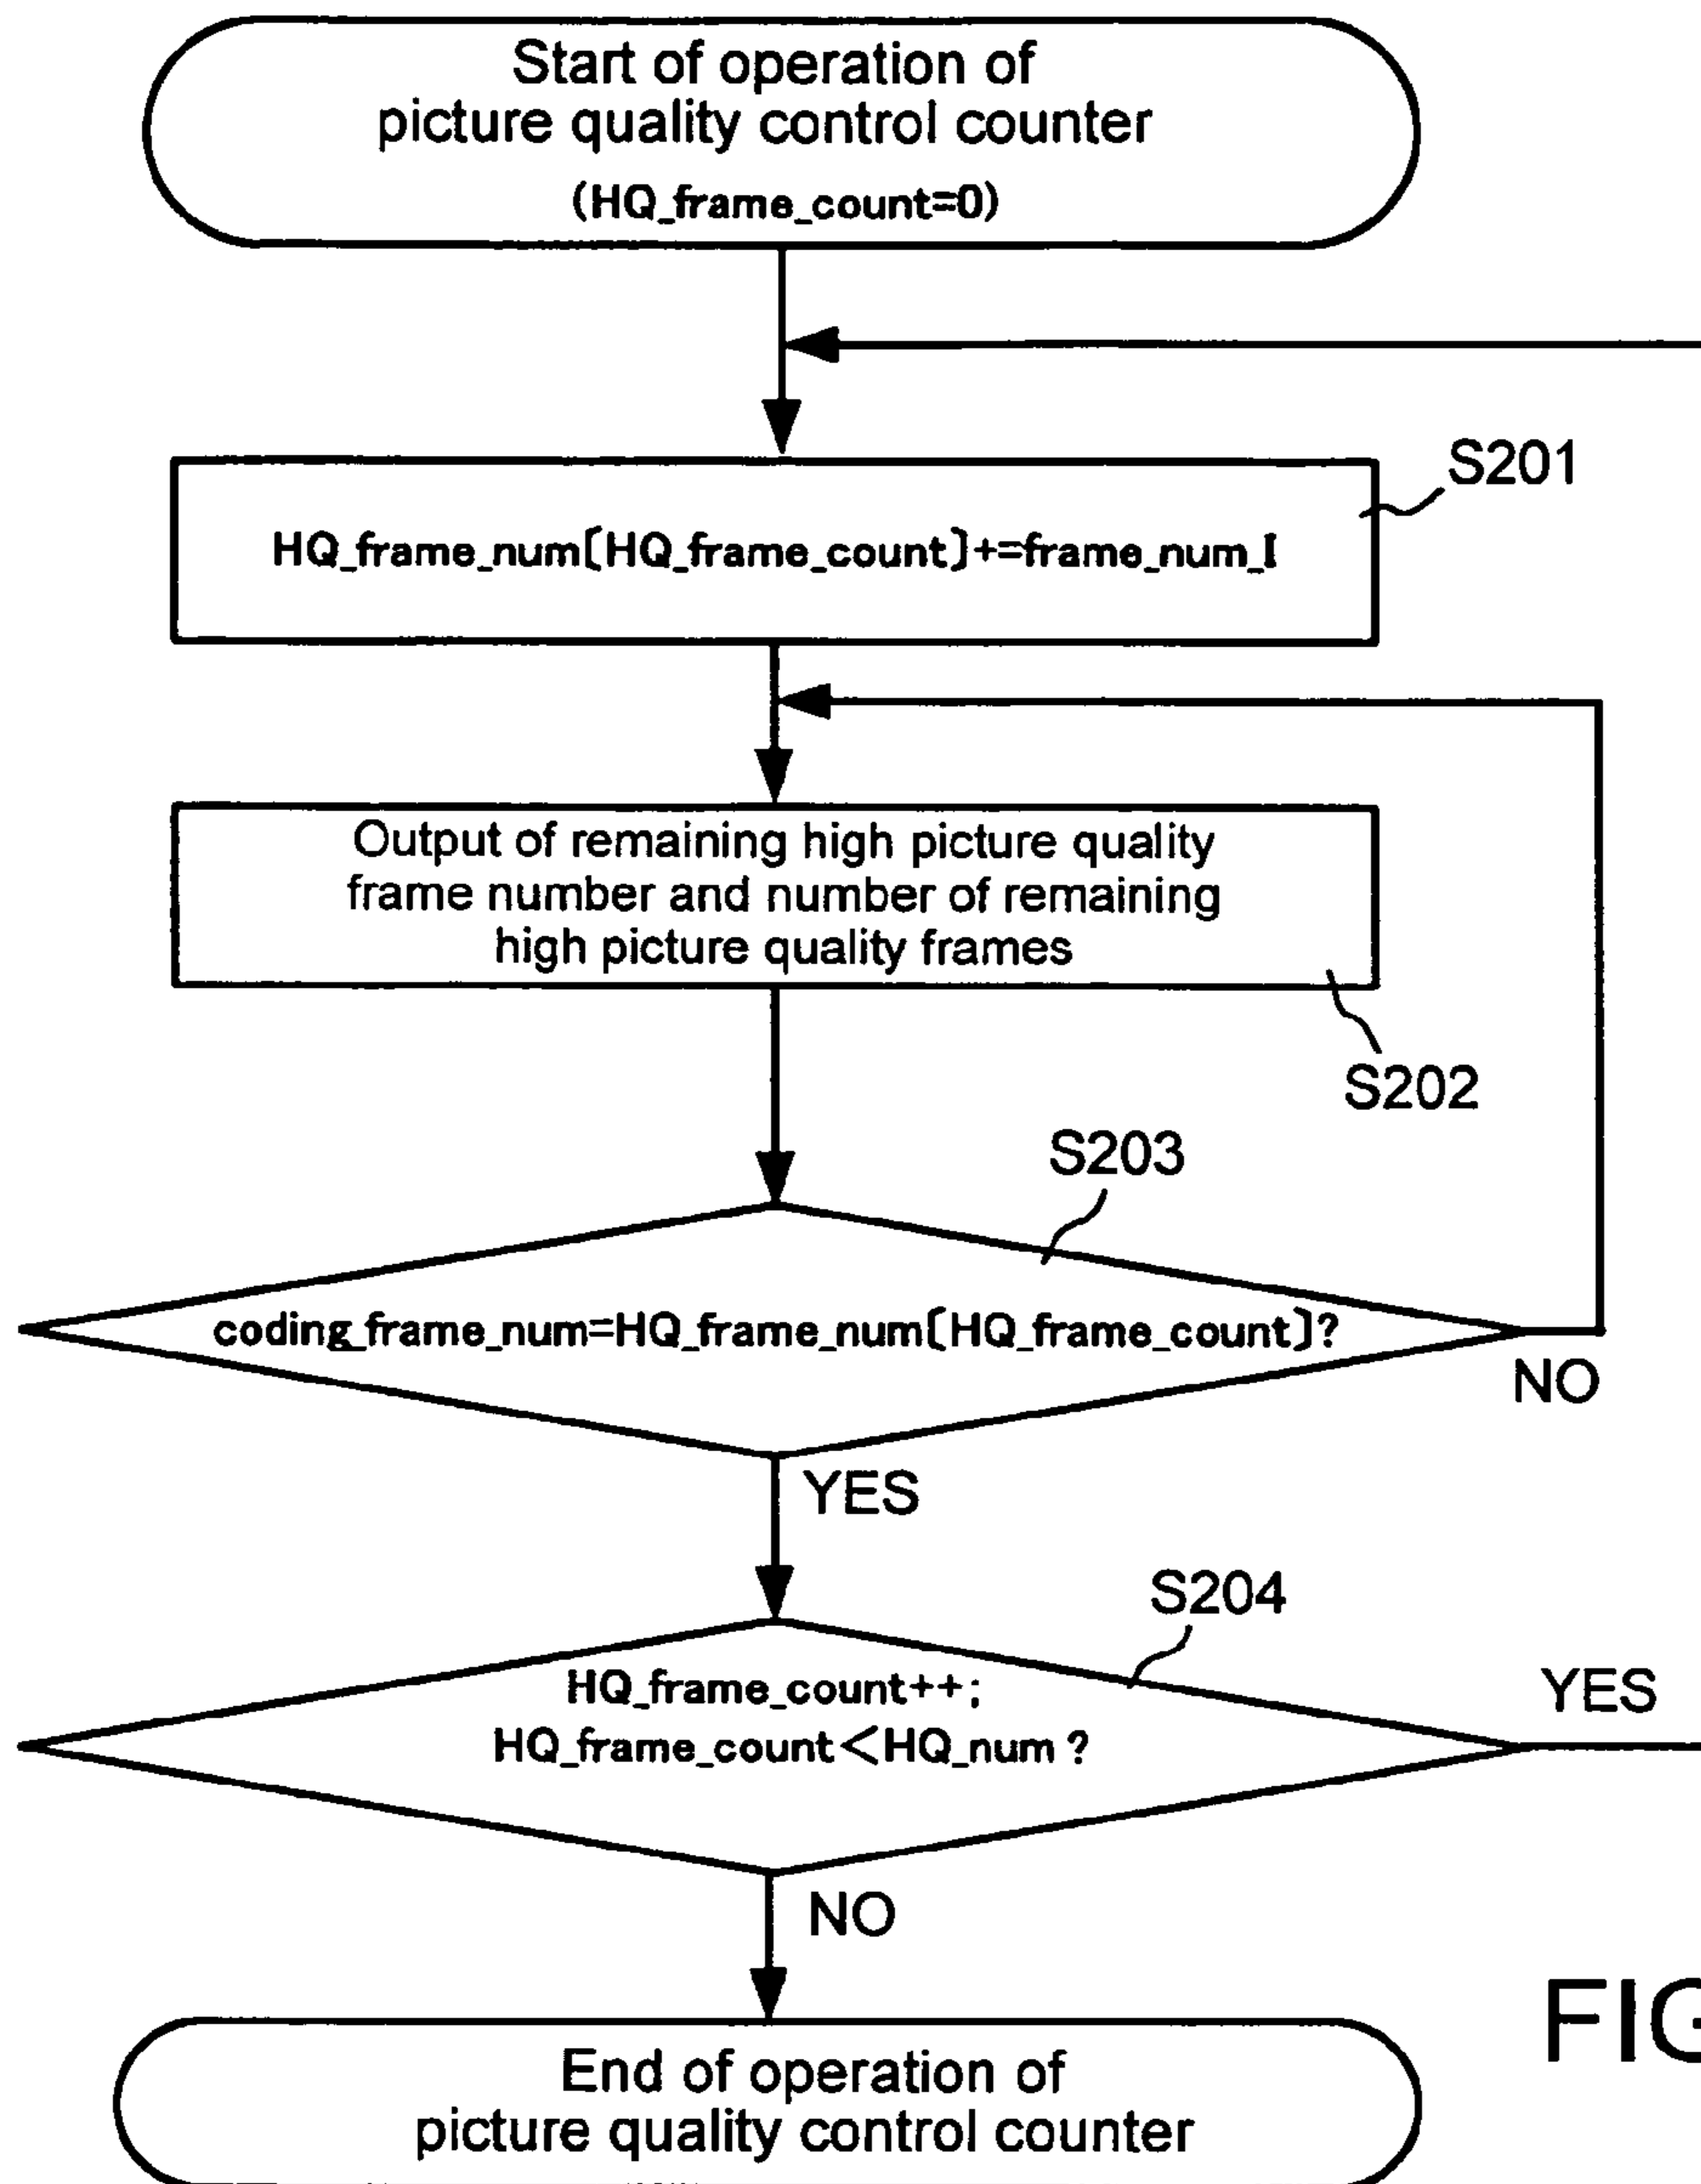 Start of operation of
picture quality control counter
(HQ_frame_count=0)
S201
HQ_frame_num[HQ_frame_count]+=frame_num_I
Output of remaining high picture quality
frame number and number of remaining
high picture quality frames
S202
S203
coding_frame_num=HQ_frame_num[HQ_frame_count]?
NO
YES
S204
HQ_frame_count++;
HQ_frame_count<HQ_num?
YES
NO
FIG
End of operation of
picture quality control counter